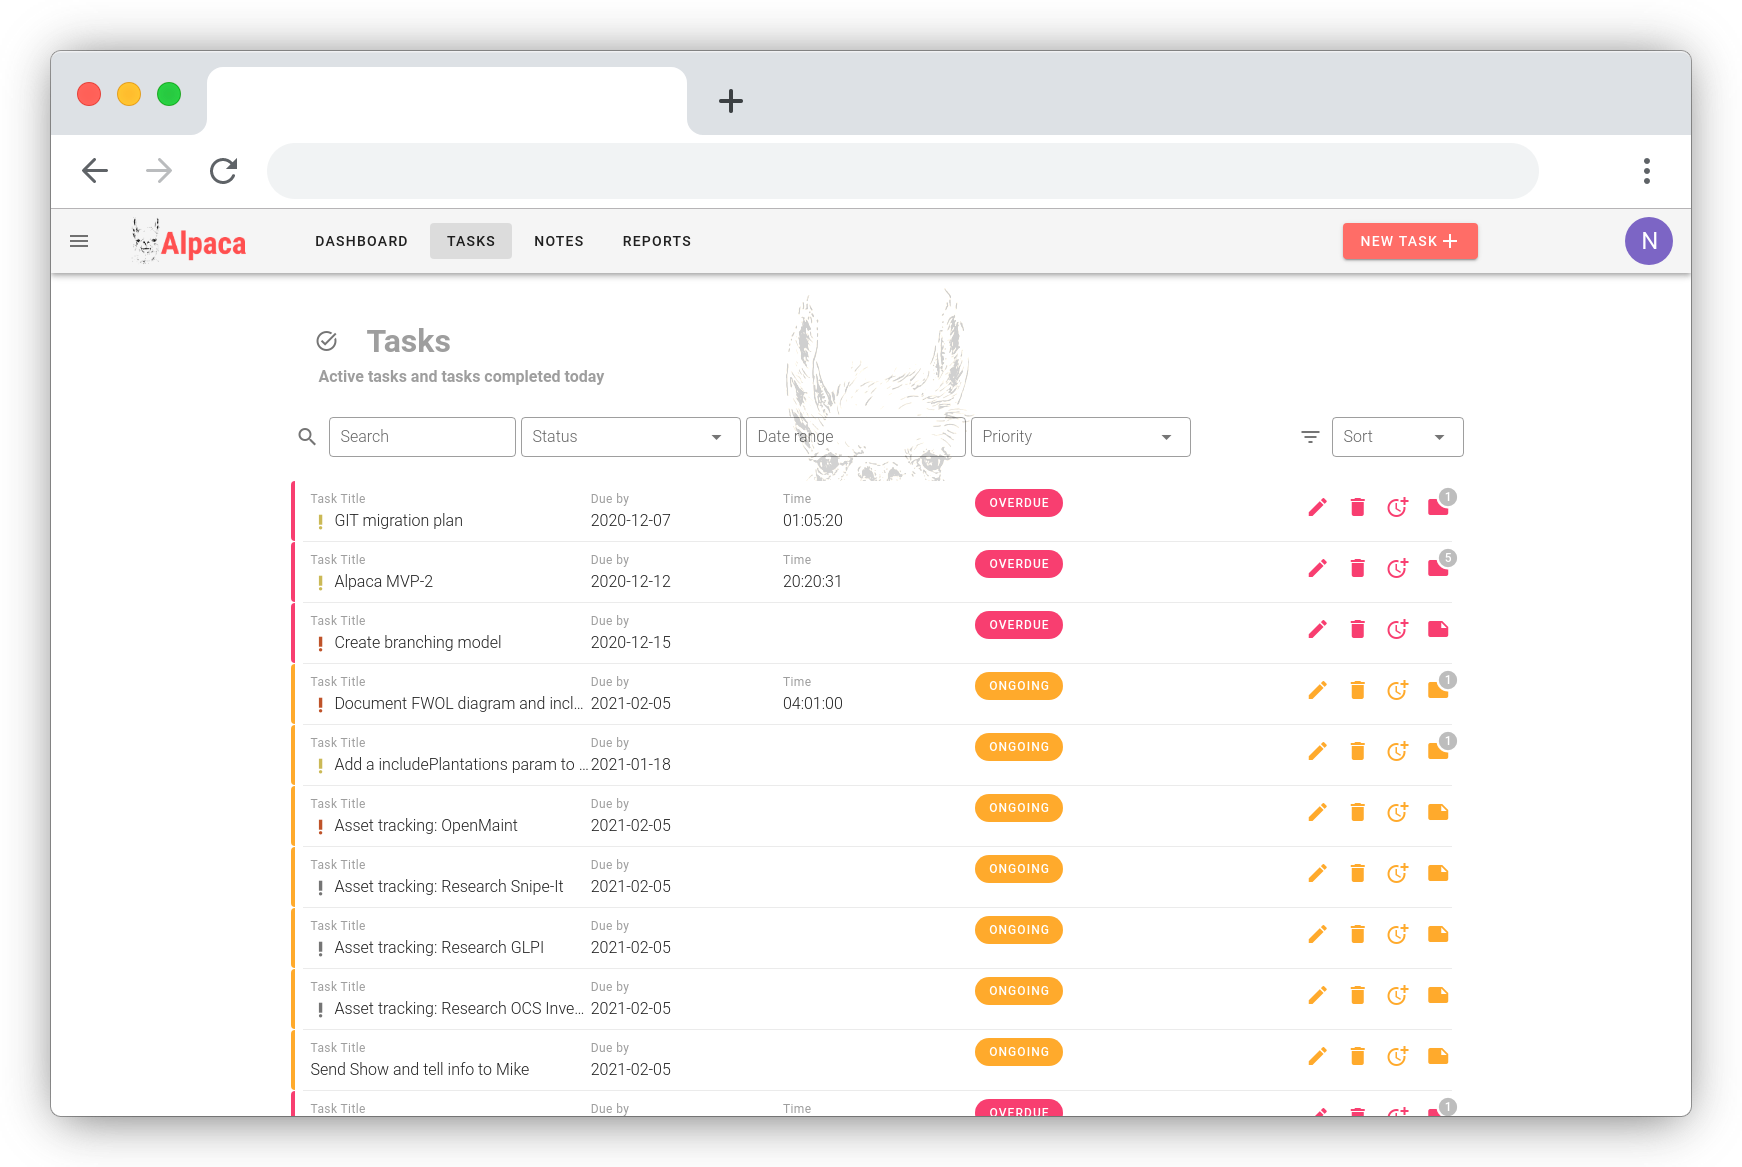 Alpaca DASHBOARD TASKS NOTES REPORTS NEW TASK N
Tasks
Active tasks and tasks completed today
Search Status Date range Priority Sort
Task Title Due by Time OVERDUE 1
GIT migration plan 2020-12-07 01:05:20
Task Title Due by Time OVERDUE 5
Alpaca MVP-2 2020-12-12 20:20:31
Task Title Due by OVERDUE
Create branching model 2020-12-15
Task Title Due by Time ONGOING 1
Document FWOL diagram and incl... 2021-02-05 04:01:00
Task Title Due by ONGOING 1
Add a includePlantations param to ... 2021-01-18
Task Title Due by ONGOING
Asset tracking: OpenMaint 2021-02-05
Task Title Due by ONGOING
Asset tracking: Research Snipe-It 2021-02-05
Task Title Due by ONGOING
Asset tracking: Research GLPI 2021-02-05
Task Title Due by ONGOING
Asset tracking: Research OCS Inve... 2021-02-05
Task Title Due by ONGOING
Send Show and tell info to Mike 2021-02-05
Task Title Due by Time OVERDUE 1